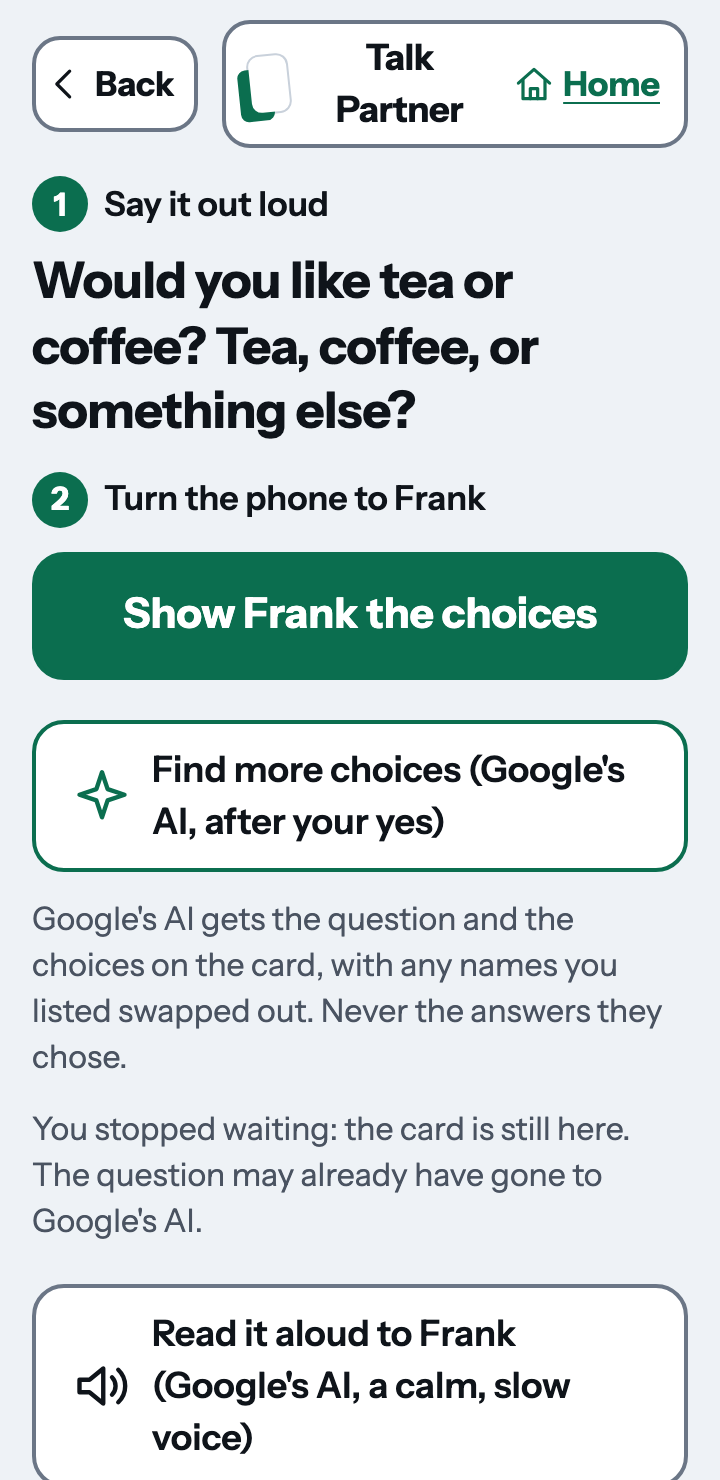 Back
Talk
Partner
Home
1 Say it out loud
Would you like tea or
coffee? Tea, coffee, or
something else?
2 Turn the phone to Frank
Show Frank the choices
Find more choices (Google's
AI, after your yes)
Google's AI gets the question and the
choices on the card, with any names you
listed swapped out. Never the answers they
chose.
You stopped waiting: the card is still here.
The question may already have gone to
Google's AI.
Read it aloud to Frank
(Google's AI, a calm, slow
voice)